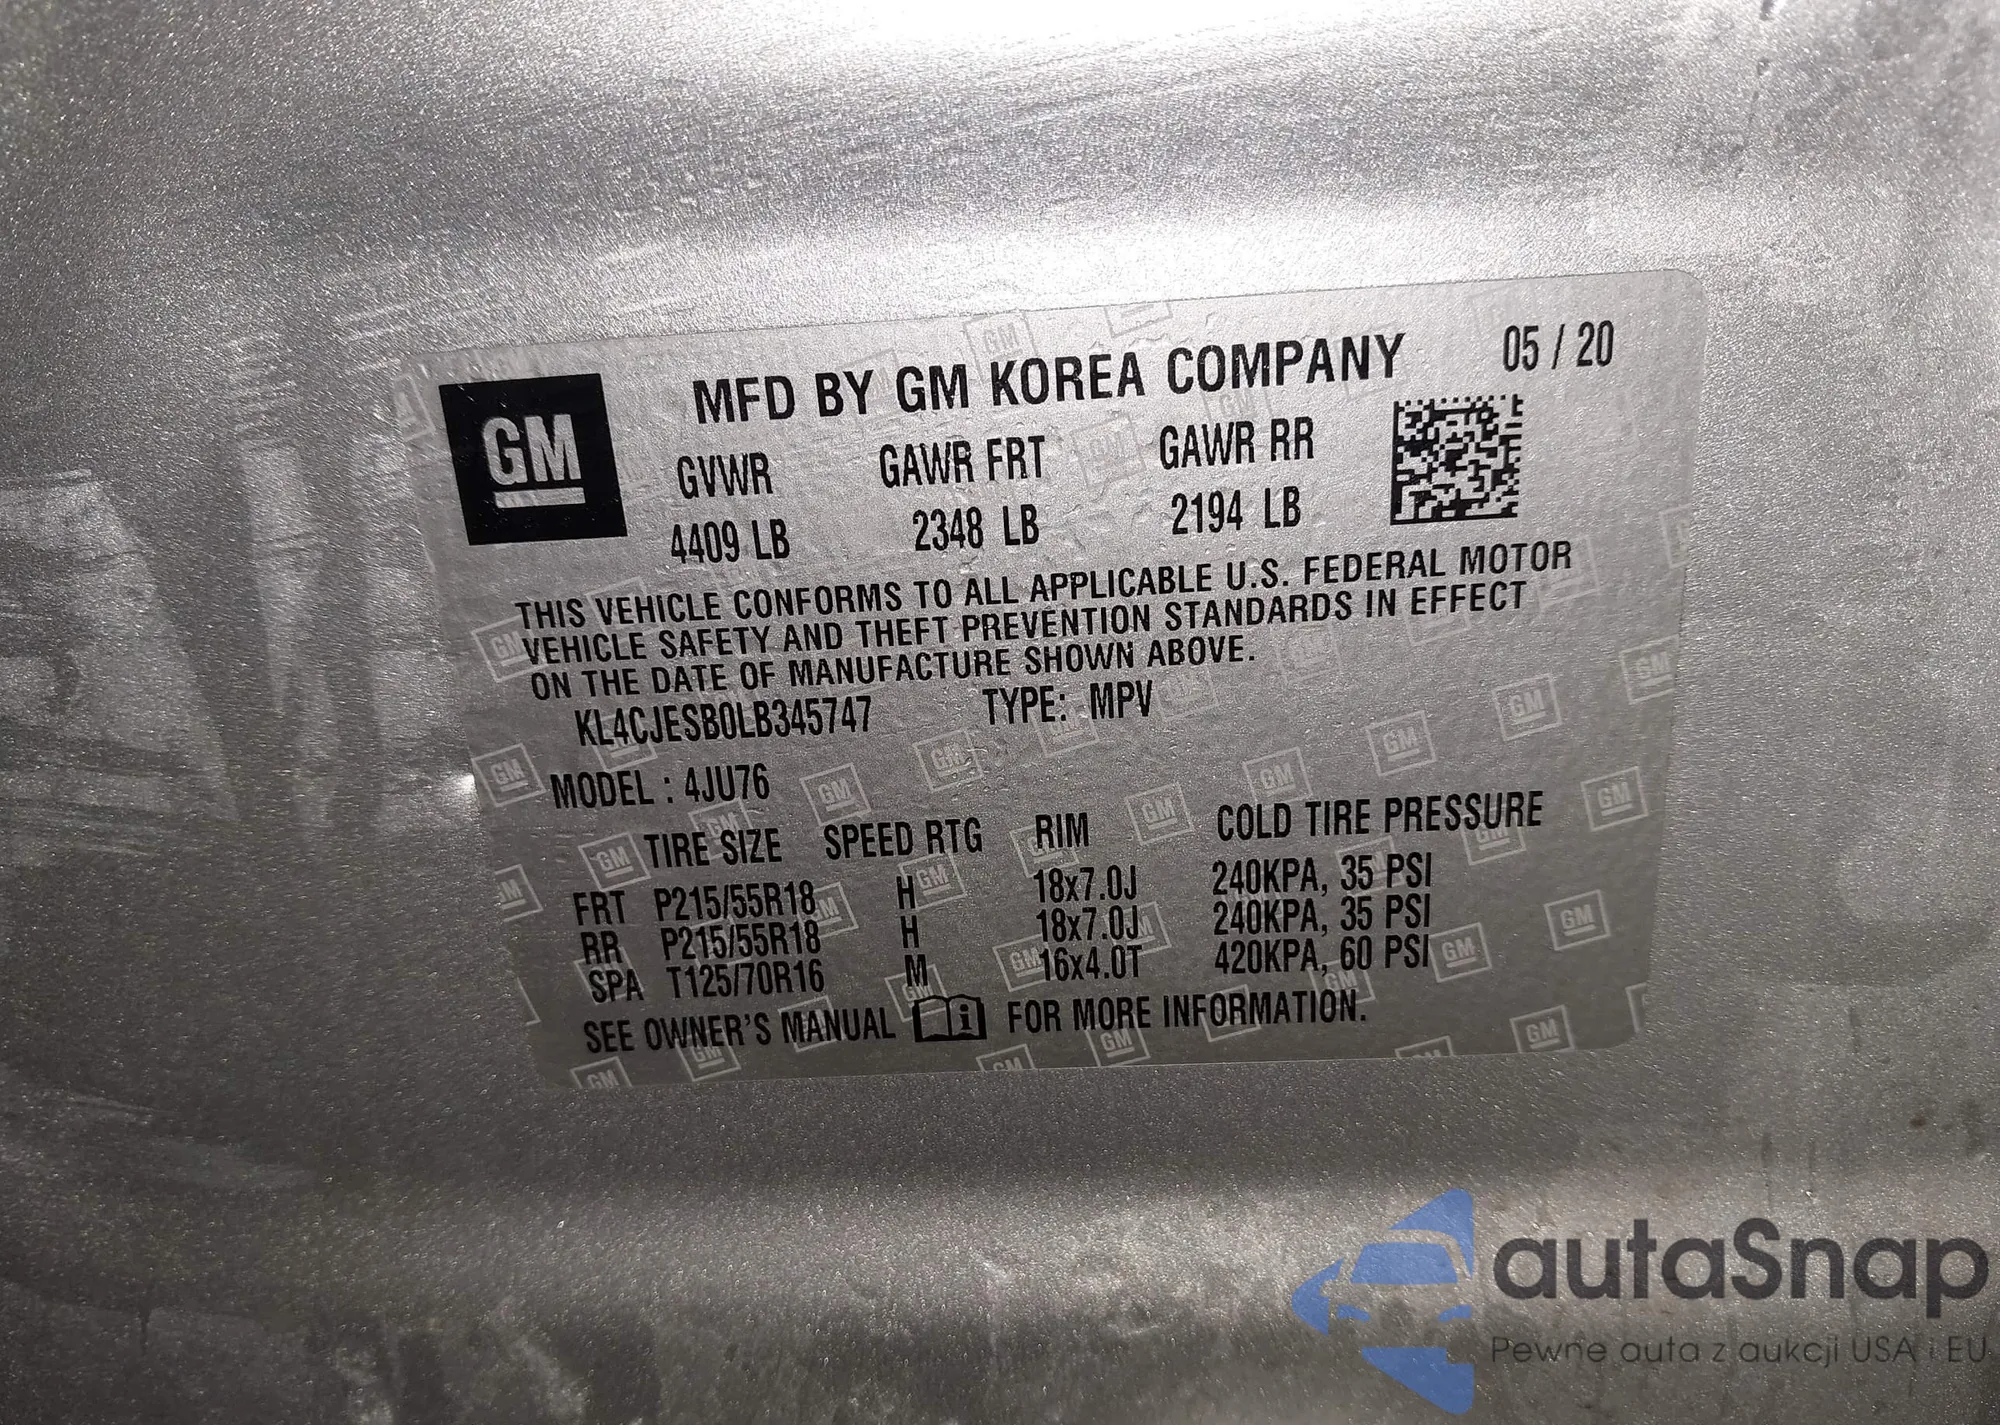 GM
MFD BY GM KOREA COMPANY 05 / 20
GVWR GAWR FRT GAWR RR
4409 LB 2348 LB 2194 LB
THIS VEHICLE CONFORMS TO ALL APPLICABLE U.S. FEDERAL MOTOR
VEHICLE SAFETY AND THEFT PREVENTION STANDARDS IN EFFECT
ON THE DATE OF MANUFACTURE SHOWN ABOVE.
KL4CJESB0LB345747 TYPE: MPV
MODEL : 4JU76
TIRE SIZE SPEED RTG RIM COLD TIRE PRESSURE
FRT P215/55R18 H 18x7.0J 240KPA, 35 PSI
RR P215/55R18 H 18x7.0J 240KPA, 35 PSI
SPA T125/70R16 M 16x4.0T 420KPA, 60 PSI
SEE OWNER'S MANUAL i FOR MORE INFORMATION.
autaSnap
Pewne auta z aukcji USA i EU